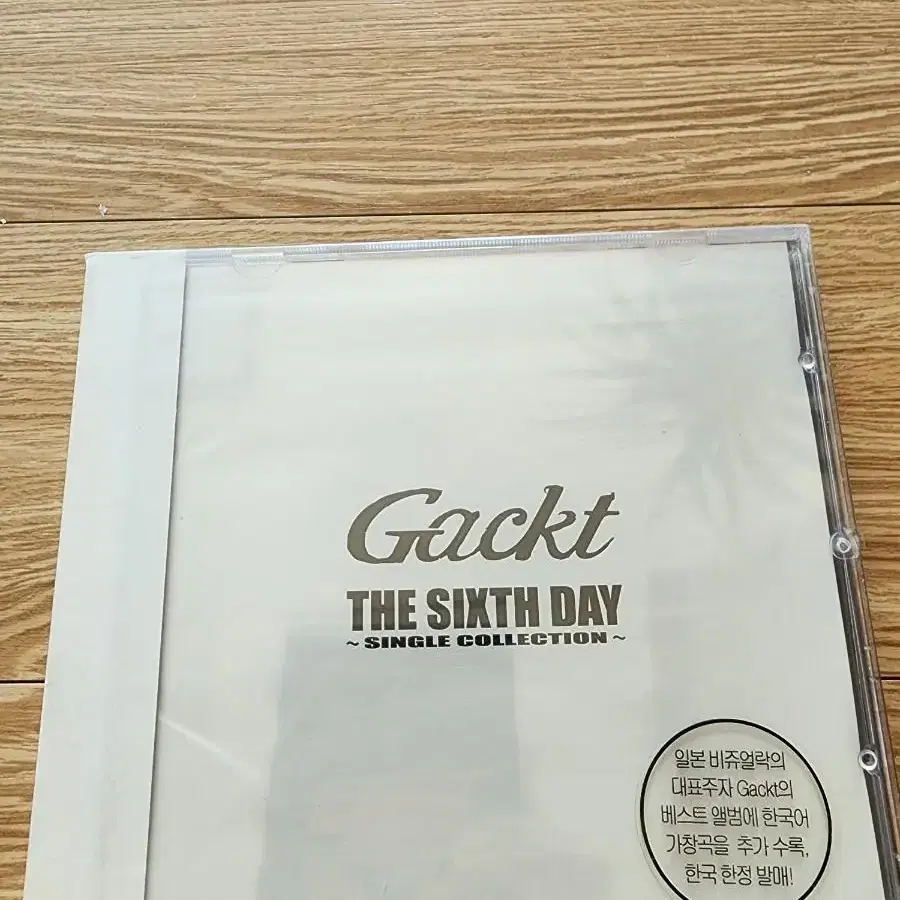 Gackt
THE SIXTH DAY
~ SINGLE COLLECTION ~
일본 비쥬얼락의
대표주자 Gackt의
베스트 앨범에 한국어
가창곡을 추가 수록,
한국 한정 발매!